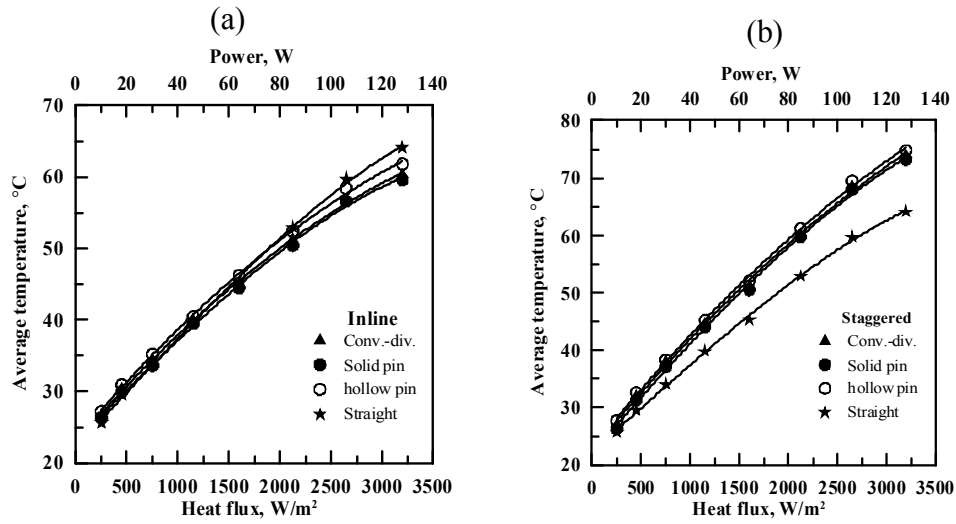 (a)
Power, W
0 20 40 60 80 100 120 140
70
60
50
40
30
20
Average temperature, °C
Inline
Conv.-div.
Solid pin
hollow pin
Straight
0 500 1000 1500 2000 2500 3000 3500
Heat flux, W/m²
(b)
Power, W
0 20 40 60 80 100 120 140
80
70
60
50
40
30
20
Average temperature, °C
Staggered
Conv.-div.
Solid pin
hollow pin
Straight
0 500 1000 1500 2000 2500 3000 3500
Heat flux, W/m²